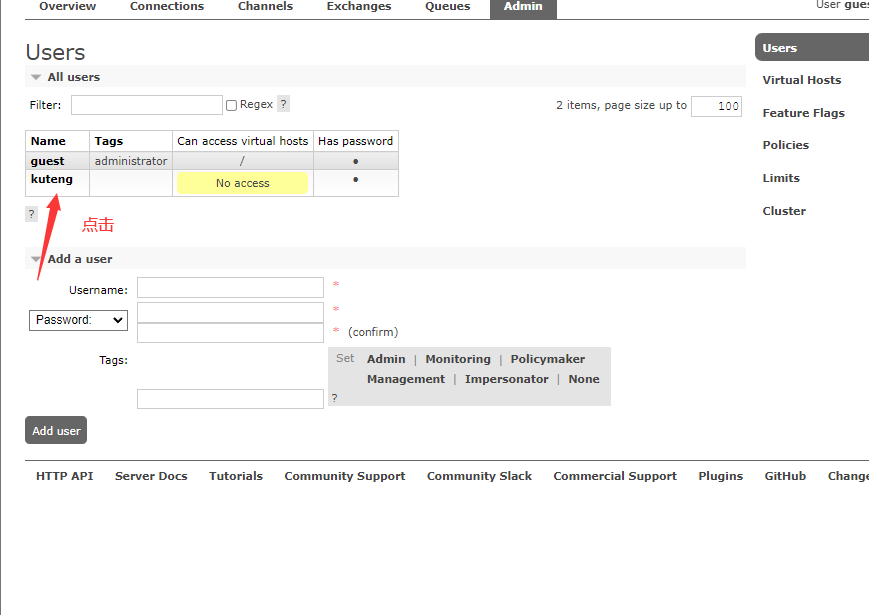 Overview Connections Channels Exchanges Queues Admin User gues
Users
All users
Filter: Regex ? 2 items, page size up to 100
Name Tags Can access virtual hosts Has password
guest administrator / ●
kuteng No access ●
?
点击
Add a user
Username: *
Password: *
* (confirm)
Tags: Set Admin | Monitoring | Policymaker
Management | Impersonator | None
?
Add user
Users
Virtual Hosts
Feature Flags
Policies
Limits
Cluster
HTTP API Server Docs Tutorials Community Support Community Slack Commercial Support Plugins GitHub Change